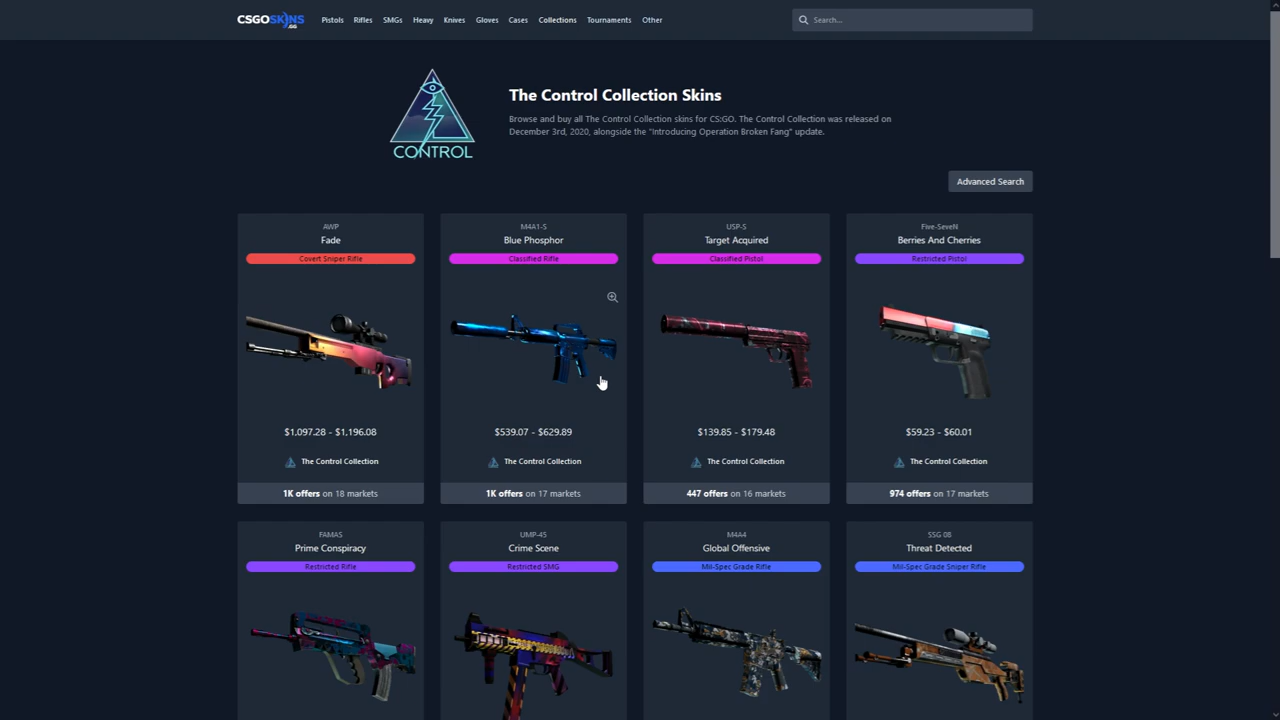 CSGOSKINS.GG
Pistols Rifles SMGs Heavy Knives Gloves Cases Collections Tournaments Other
Search...
CONTROL
The Control Collection Skins
Browse and buy all The Control Collection skins for CS:GO. The Control Collection was released on
December 3rd, 2020, alongside the "Introducing Operation Broken Fang" update.
Advanced Search
AWP
Fade
Covert Sniper Rifle
$1,097.28 - $1,196.08
The Control Collection
1K offers on 18 markets
M4A1-S
Blue Phosphor
Classified Rifle
$539.07 - $629.89
The Control Collection
1K offers on 17 markets
USP-S
Target Acquired
Classified Pistol
$139.85 - $179.48
The Control Collection
447 offers on 16 markets
Five-SeveN
Berries And Cherries
Restricted Pistol
$59.23 - $60.01
The Control Collection
974 offers on 17 markets
FAMAS
Prime Conspiracy
Restricted Rifle
UMP-45
Crime Scene
Restricted SMG
M4A4
Global Offensive
Mil-Spec Grade Rifle
SSG 08
Threat Detected
Mil-Spec Grade Sniper Rifle